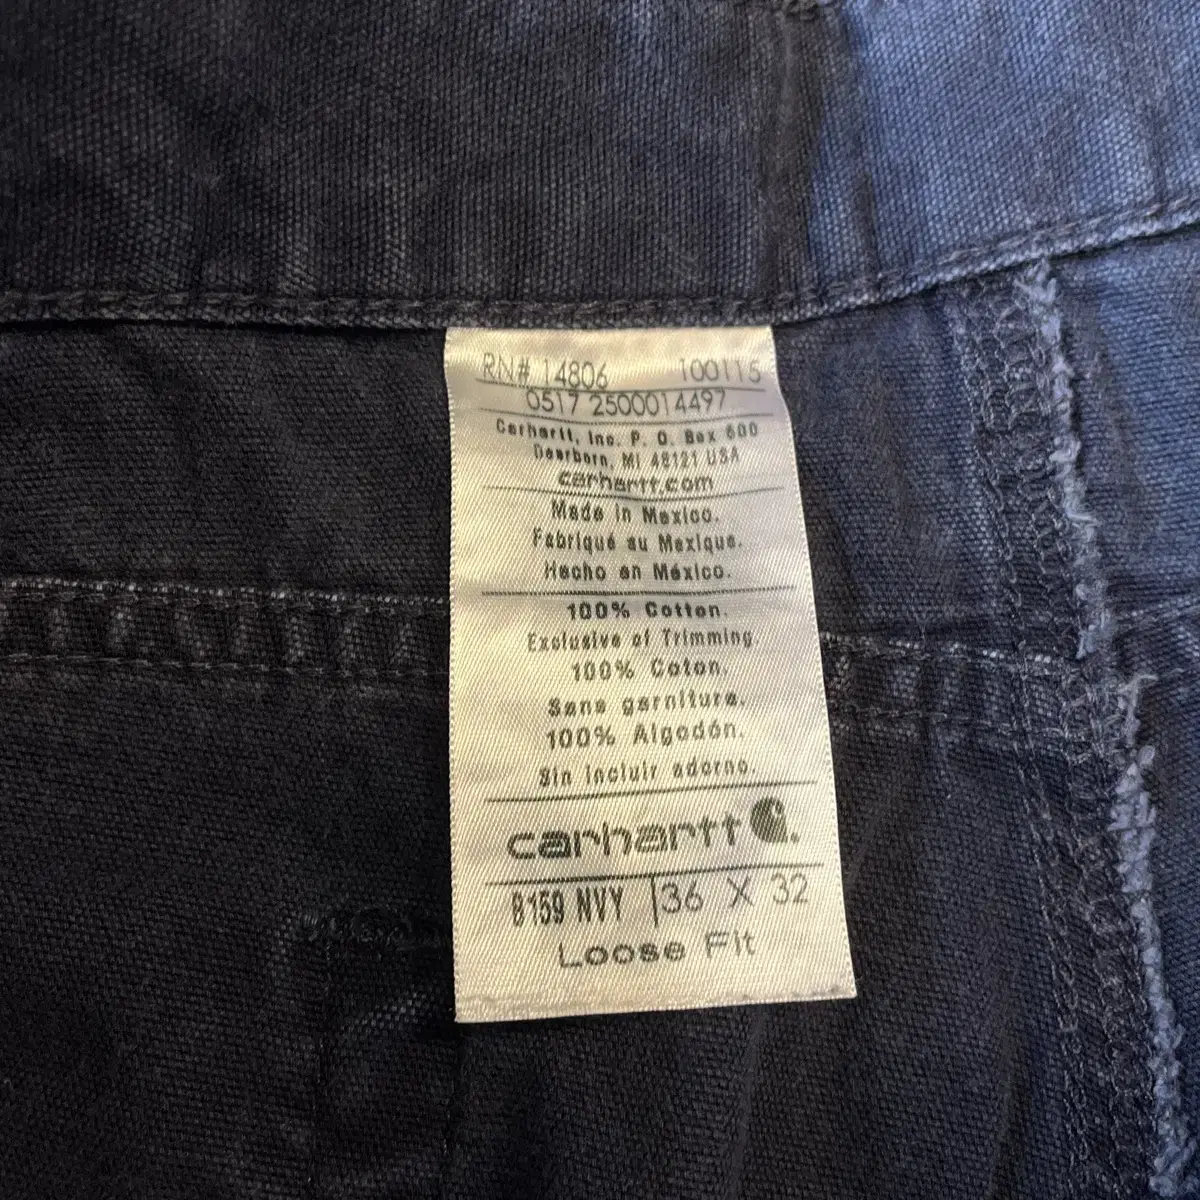 RN# 14806 100115
0517 2500014497
Carhartt, Inc. P. O. Box 600
Dearborn, MI 48121 USA
carhartt.com
Made in Mexico.
Fabriqué au Mexique.
Hecho en México.
100% Cotton.
Exclusive of Trimming.
100% Coton.
Sans garniture.
100% Algodón.
Sin incluir adorno.
carhartt
B159 NVY 36 X 32
Loose Fit